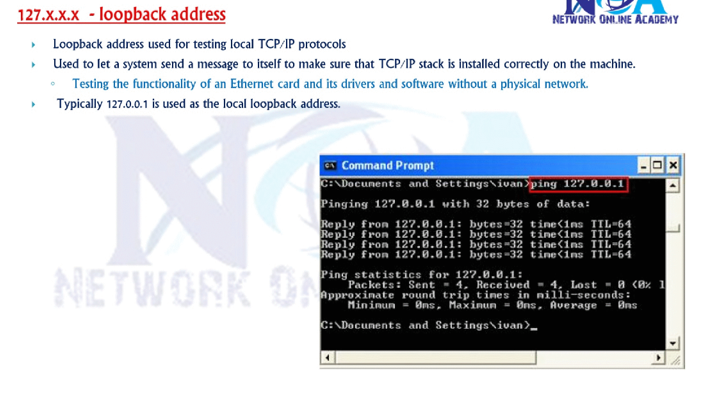 127.x.x.x - loopback address
NETWORK ONLINE ACADEMY
Loopback address used for testing local TCP/IP protocols
Used to let a system send a message to itself to make sure that TCP/IP stack is installed correctly on the machine.
Testing the functionality of an Ethernet card and its drivers and software without a physical network.
Typically 127.0.0.1 is used as the local loopback address.
NETWORK ON
Command Prompt
C:\Documents and Settings\ivan>ping 127.0.0.1
Pinging 127.0.0.1 with 32 bytes of data:
Reply from 127.0.0.1: bytes=32 time<1ms TTL=64
Reply from 127.0.0.1: bytes=32 time<1ms TTL=64
Reply from 127.0.0.1: bytes=32 time<1ms TTL=64
Reply from 127.0.0.1: bytes=32 time<1ms TTL=64
Ping statistics for 127.0.0.1:
Packets: Sent = 4, Received = 4, Lost = 0 (0% l
Approximate round trip times in milli-seconds:
Minimum = 0ms, Maximum = 0ms, Average = 0ms
C:\Documents and Settings\ivan>_